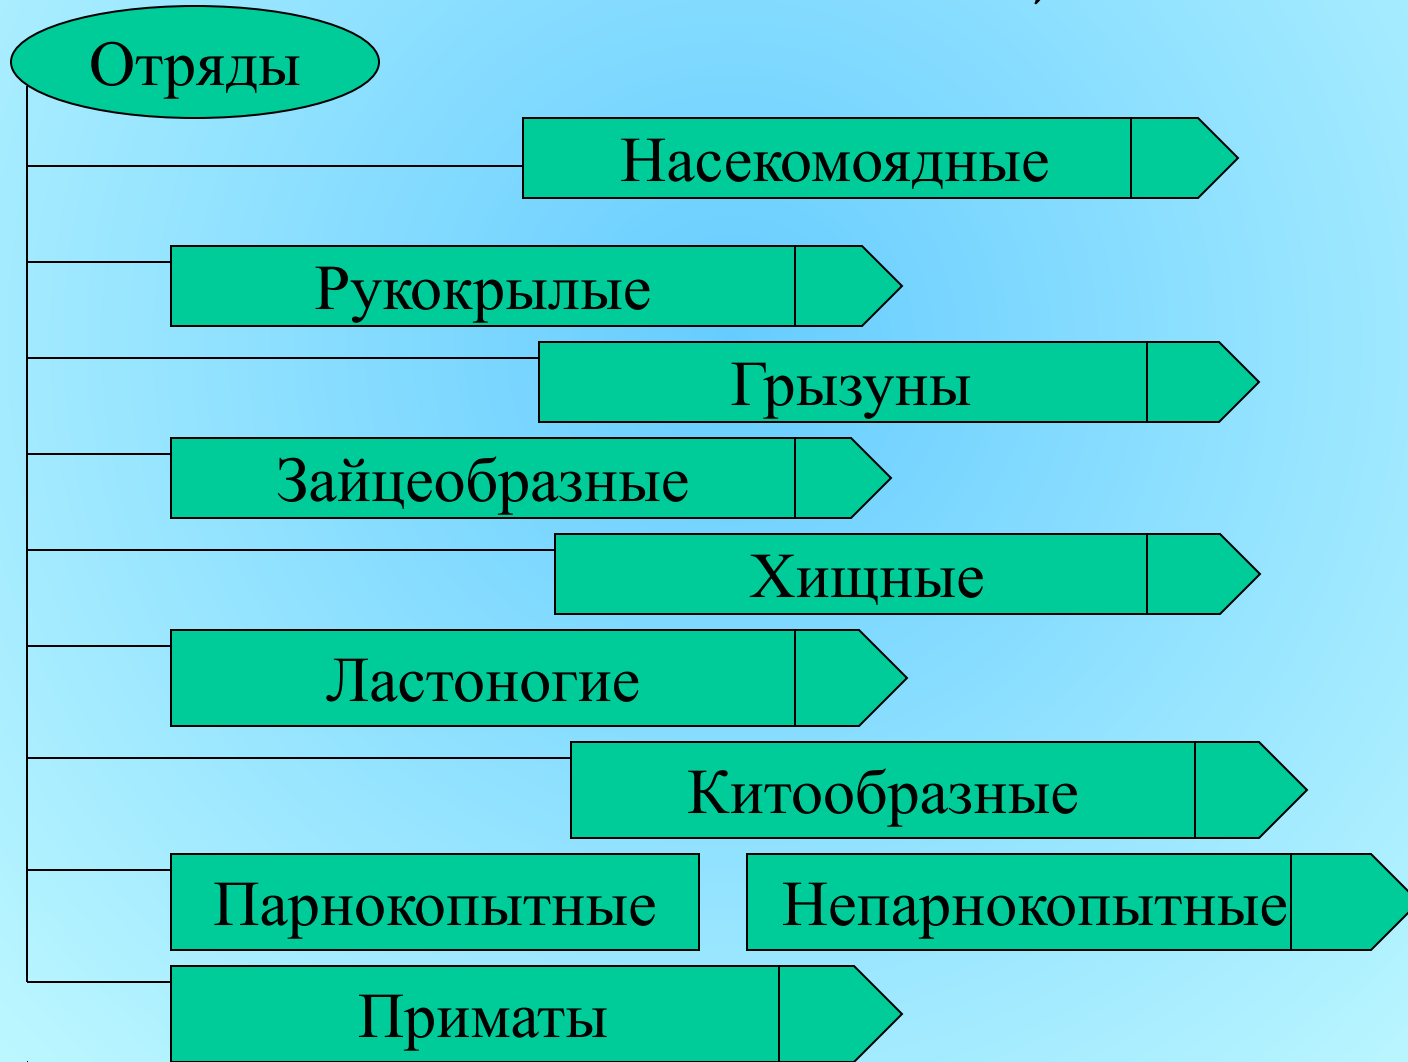 Отряды
Насекомоядные
Рукокрылые
Грызуны
Зайцеобразные
Хищные
Ластоногие
Китообразные
Парнокопытные
Непарнокопытные
Приматы